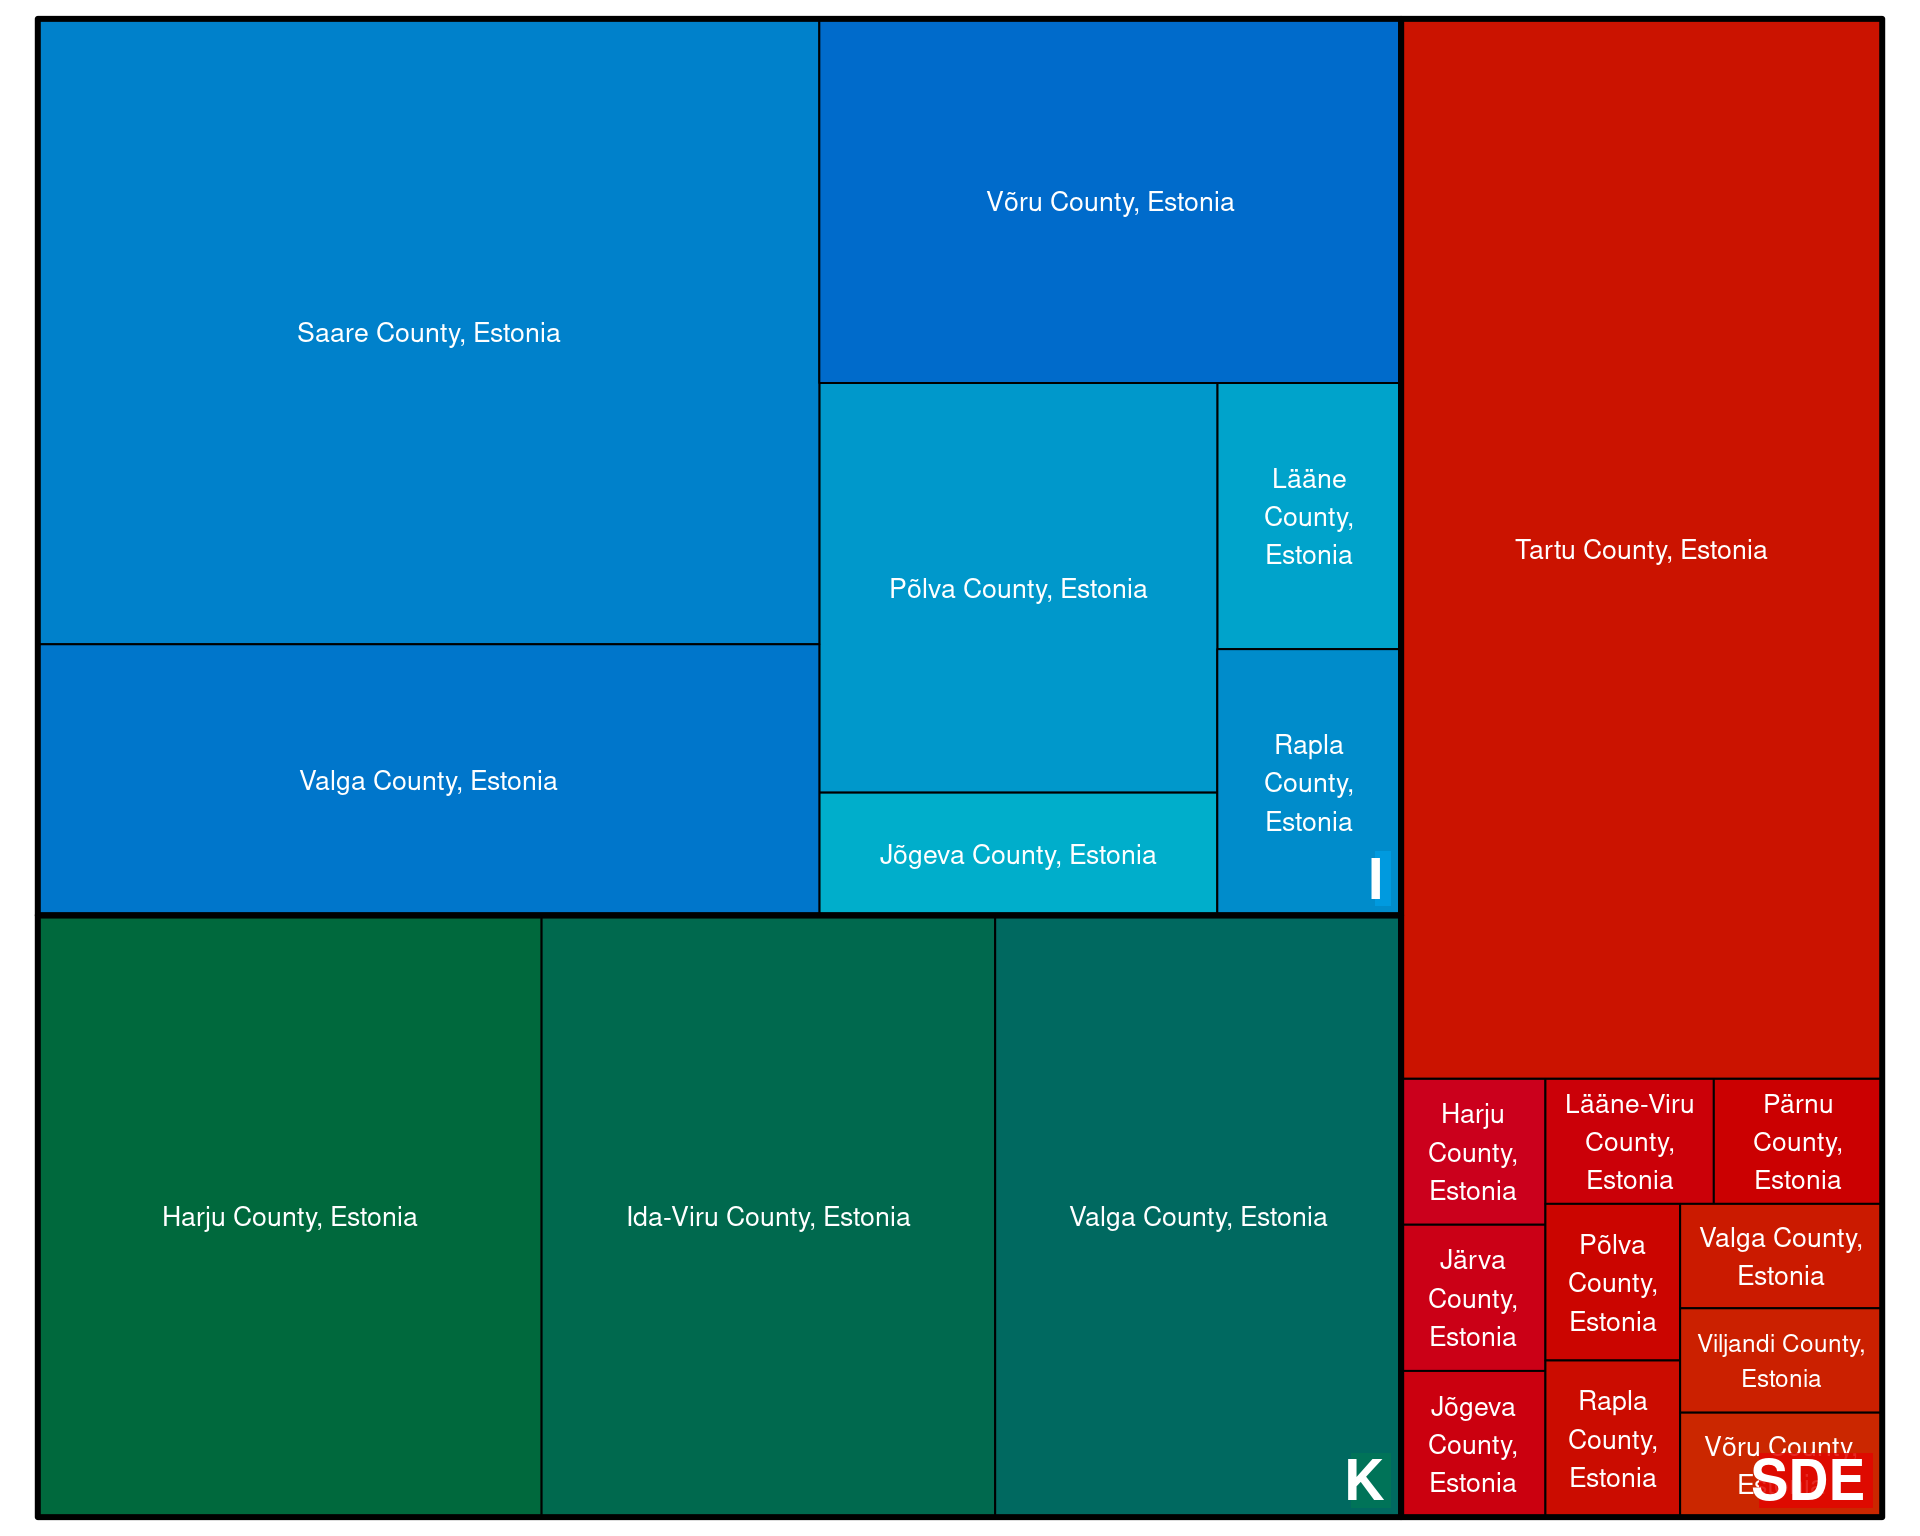 Saare County, Estonia
Võru County, Estonia
Valga County, Estonia
Põlva County, Estonia
Lääne
County,
Estonia
Rapla
County,
Estonia
Jõgeva County, Estonia
I
Harju County, Estonia
Ida-Viru County, Estonia
Valga County, Estonia
K
Tartu County, Estonia
Harju
County,
Estonia
Lääne-Viru
County,
Estonia
Pärnu
County,
Estonia
Järva
County,
Estonia
Põlva
County,
Estonia
Valga County,
Estonia
Viljandi County,
Estonia
Jõgeva
County,
Estonia
Rapla
County,
Estonia
Võru County,
SDE